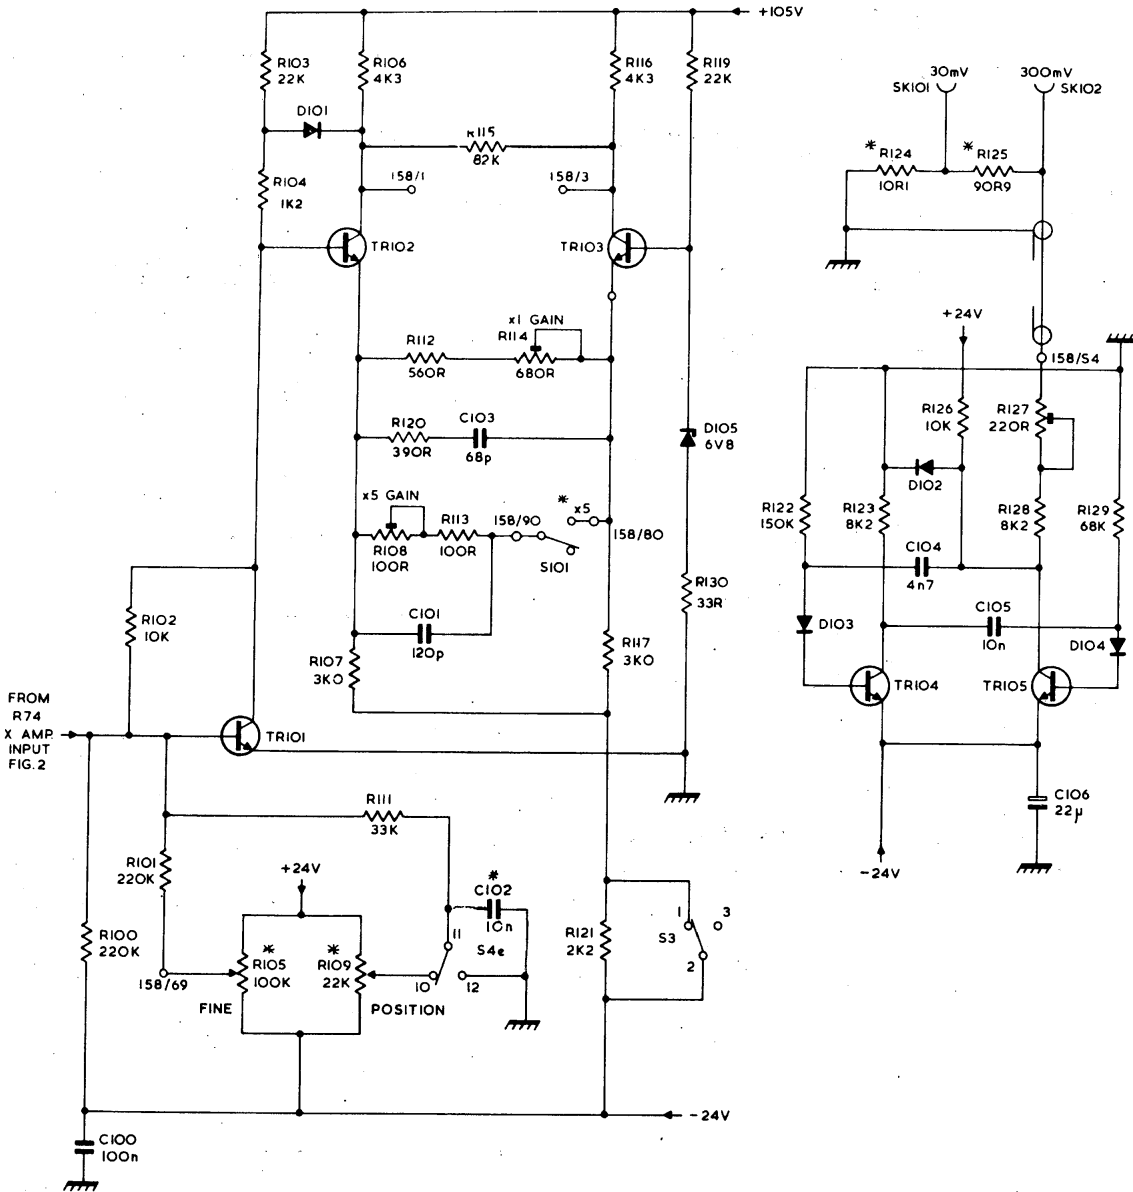 +105V
R103
22K
R106
4K3
R116
4K3
R119
22K
30mV
SK101
300mV
SK102
D101
R115
82K
* R124
10R1
* R125
90R9
R104
1K2
158/1
158/3
TR102
TR103
x1 GAIN
R112
560R
R114
680R
+24V
158/S4
R120
390R
C103
68p
D105
6V8
R126
10K
R127
220R
D102
x5 GAIN
R108
100R
R113
100R
158/90
*
x5
158/80
S101
R122
150K
R123
8K2
R128
8K2
R129
68K
C104
4n7
R102
10K
C101
120p
R130
33R
D103
C105
10n
D104
R107
3K0
R117
3K0
TR104
TR105
FROM
R74
X AMP.
INPUT
FIG.2
TR101
R111
33K
C106
22µ
-24V
R101
220K
+24V
*
C102
10n
R100
220K
*
R105
100K
*
R109
22K
11
S4e
10
12
R121
2K2
1
3
S3
2
158/69
FINE
POSITION
-24V
C100
100n